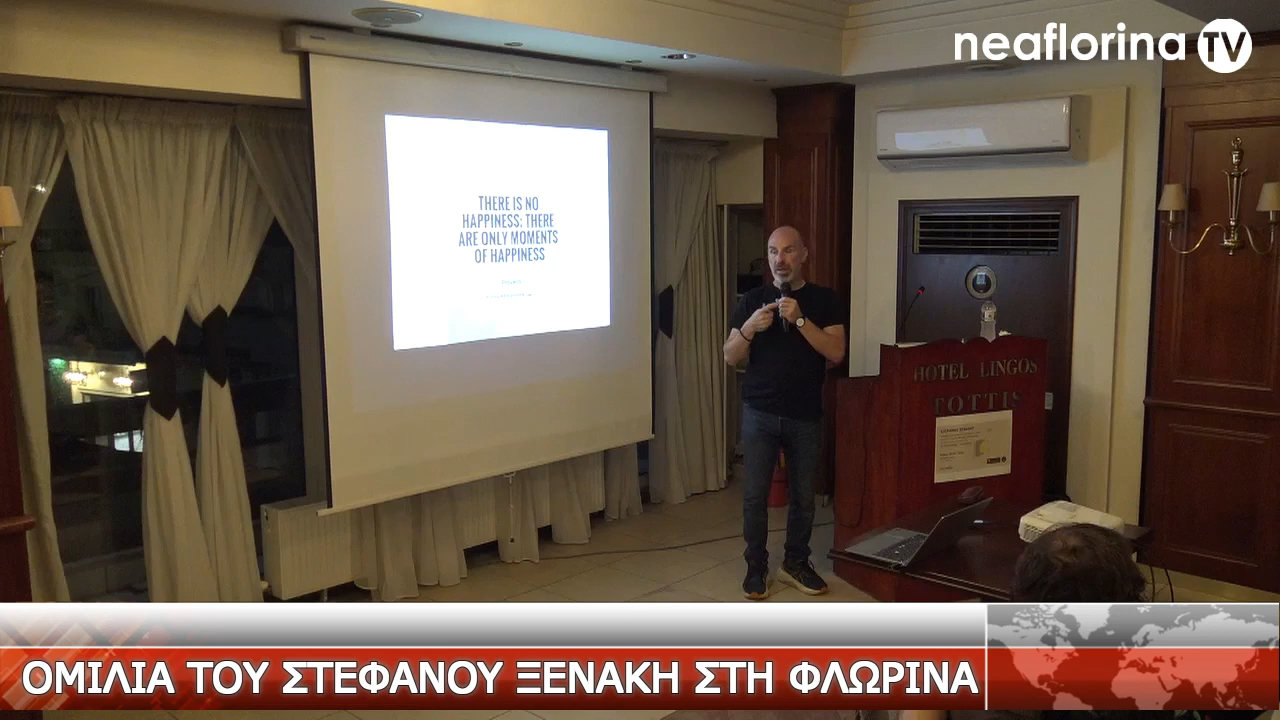 neaflorina TV
THERE IS NO
HAPPINESS: THERE
ARE ONLY MOMENTS
OF HAPPINESS
HOTEL LINGOS
TOTTIS
ΟΜΙΛΙΑ ΤΟΥ ΣΤΕΦΑΝΟΥ ΞΕΝΑΚΗ ΣΤΗ ΦΛΩΡΙΝΑ